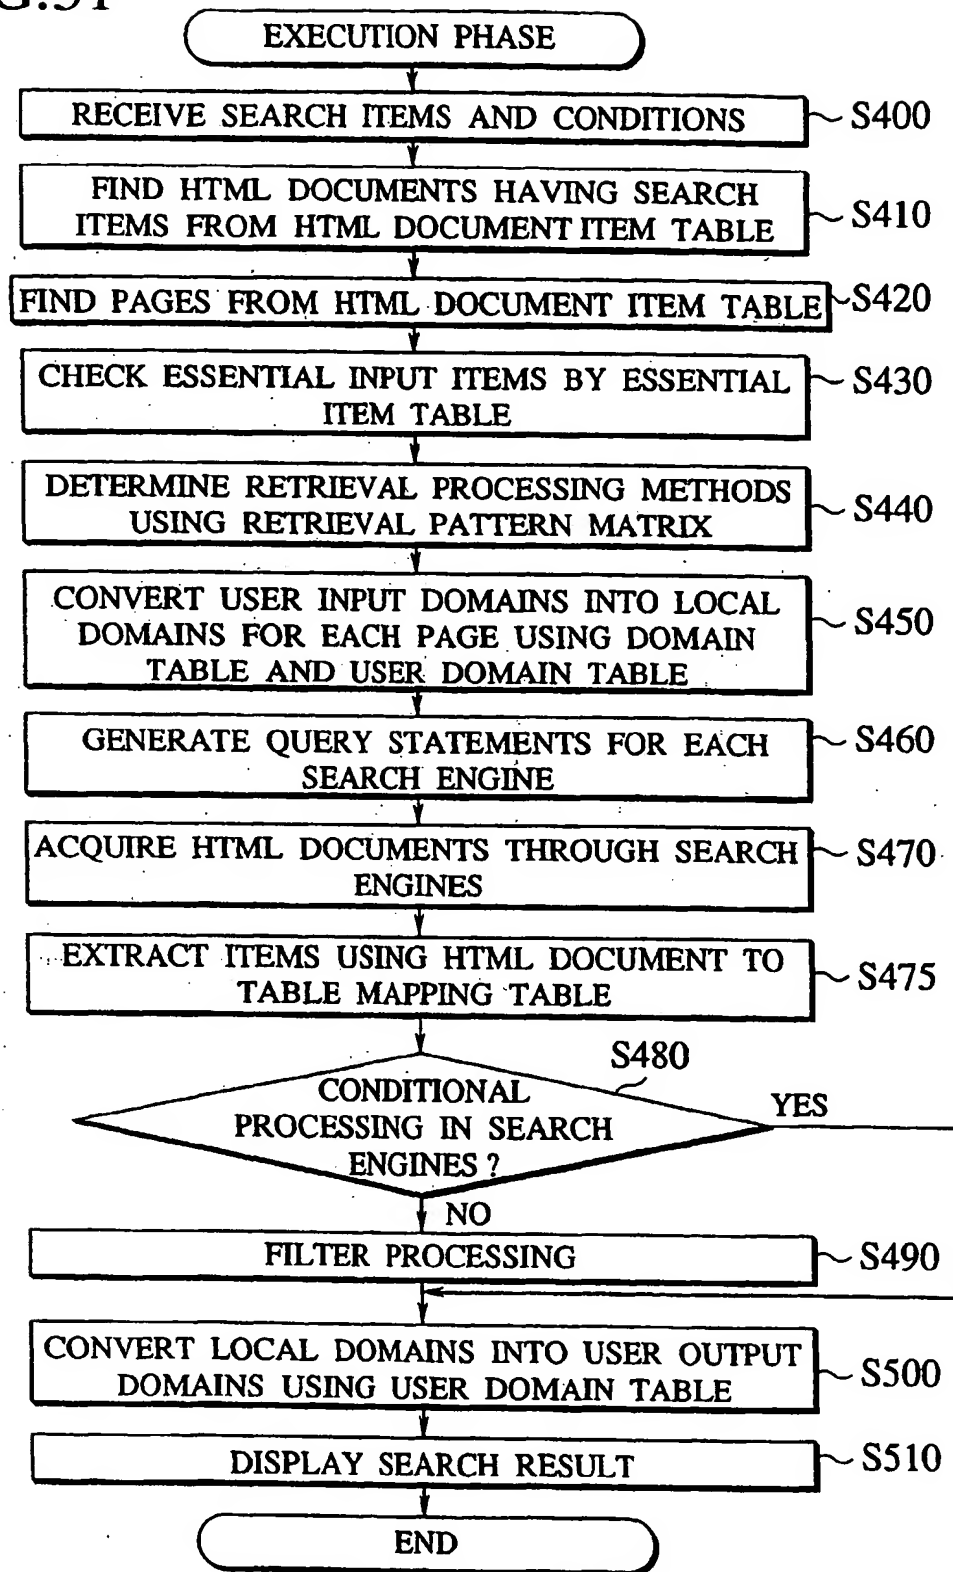 G.51
EXECUTION PHASE
RECEIVE SEARCH ITEMS AND CONDITIONS
S400
FIND HTML DOCUMENTS HAVING SEARCH
ITEMS FROM HTML DOCUMENT ITEM TABLE
S410
FIND PAGES FROM HTML DOCUMENT ITEM TABLE
S420
CHECK ESSENTIAL INPUT ITEMS BY ESSENTIAL
ITEM TABLE
S430
DETERMINE RETRIEVAL PROCESSING METHODS
USING RETRIEVAL PATTERN MATRIX
S440
CONVERT USER INPUT DOMAINS INTO LOCAL
DOMAINS FOR EACH PAGE USING DOMAIN
TABLE AND USER DOMAIN TABLE
S450
GENERATE QUERY STATEMENTS FOR EACH
SEARCH ENGINE
S460
ACQUIRE HTML DOCUMENTS THROUGH SEARCH
ENGINES
S470
EXTRACT ITEMS USING HTML DOCUMENT TO
TABLE MAPPING TABLE
S475
S480
CONDITIONAL
PROCESSING IN SEARCH
ENGINES ?
YES
NO
FILTER PROCESSING
S490
CONVERT LOCAL DOMAINS INTO USER OUTPUT
DOMAINS USING USER DOMAIN TABLE
S500
DISPLAY SEARCH RESULT
S510
END